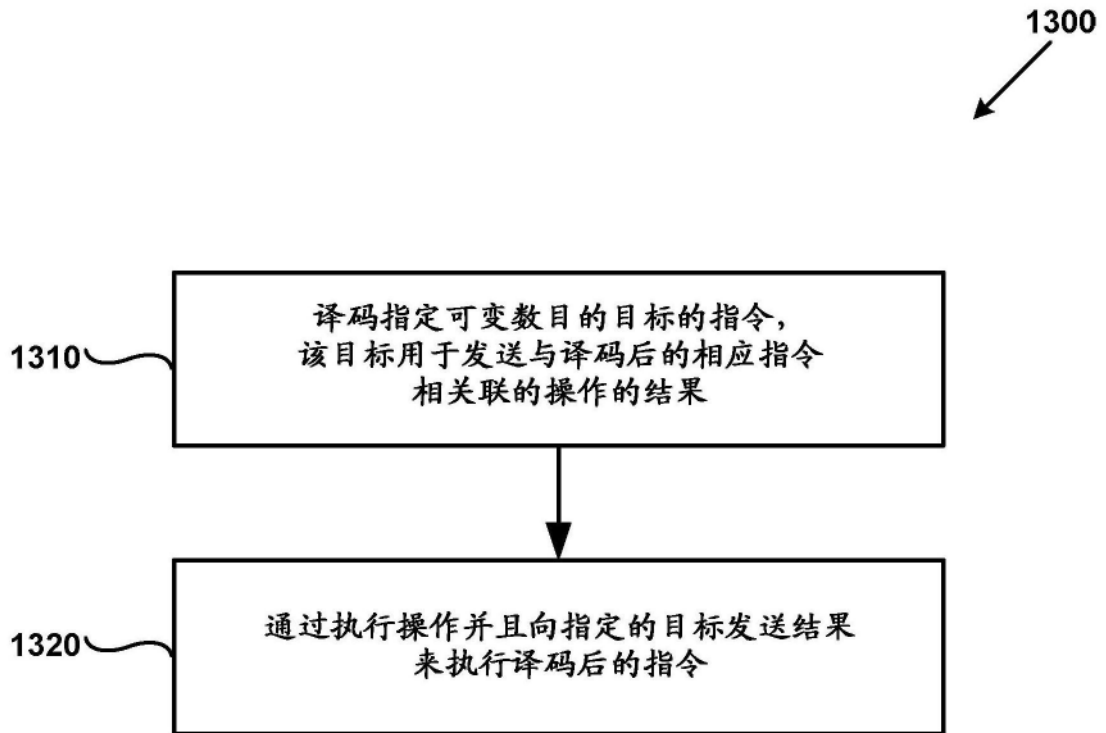 1300
1310
译码指定可变数目的目标的指令，
该目标用于发送与译码后的相应指令
相关联的操作的结果
1320
通过执行操作并且向指定的目标发送结果
来执行译码后的指令